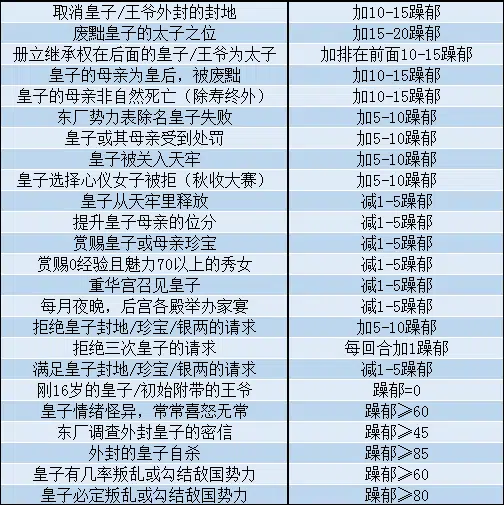 取消皇子/王爷外封的封地 加10-15躁郁
废黜皇子的太子之位 加15-20躁郁
册立继承权在后面的皇子/王爷为太子 加排在前面10-15躁郁
皇子的母亲为皇后，被废黜 加10-15躁郁
皇子的母亲非自然死亡（除寿终外） 加10-15躁郁
东厂势力表除名皇子失败 加5-10躁郁
皇子或其母亲受到处罚 加5-10躁郁
皇子被关入天牢 加5-10躁郁
皇子选择心仪女子被拒（秋收大赛） 加5-10躁郁
皇子从天牢里释放 减1-5躁郁
提升皇子母亲的位分 减1-5躁郁
赏赐皇子或母亲珍宝 减1-5躁郁
赏赐0经验且魅力70以上的秀女 减1-5躁郁
重华宫召见皇子 减1-5躁郁
每月夜晚，后宫各殿举办家宴 减1-5躁郁
拒绝皇子封地/珍宝/银两的请求 加5-10躁郁
拒绝三次皇子的请求 每回合加1躁郁
满足皇子封地/珍宝/银两的请求 减1-5躁郁
刚16岁的皇子/初始附带的王爷 躁郁=0
皇子情绪怪异，常常喜怒无常 躁郁≥60
东厂调查外封皇子的密信 躁郁≥45
外封的皇子自杀 躁郁≥85
皇子有几率叛乱或勾结敌国势力 躁郁≥60
皇子必定叛乱或勾结敌国势力 躁郁≥80